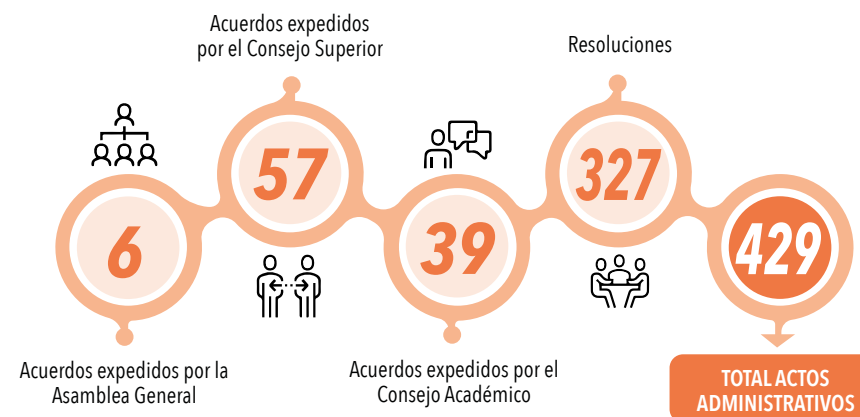 Acuerdos expedidos
por el Consejo Superior
Resoluciones
6
57
39
327
429
Acuerdos expedidos por la
Asamblea General
Acuerdos expedidos por el
Consejo Académico
TOTAL ACTOS
ADMINISTRATIVOS